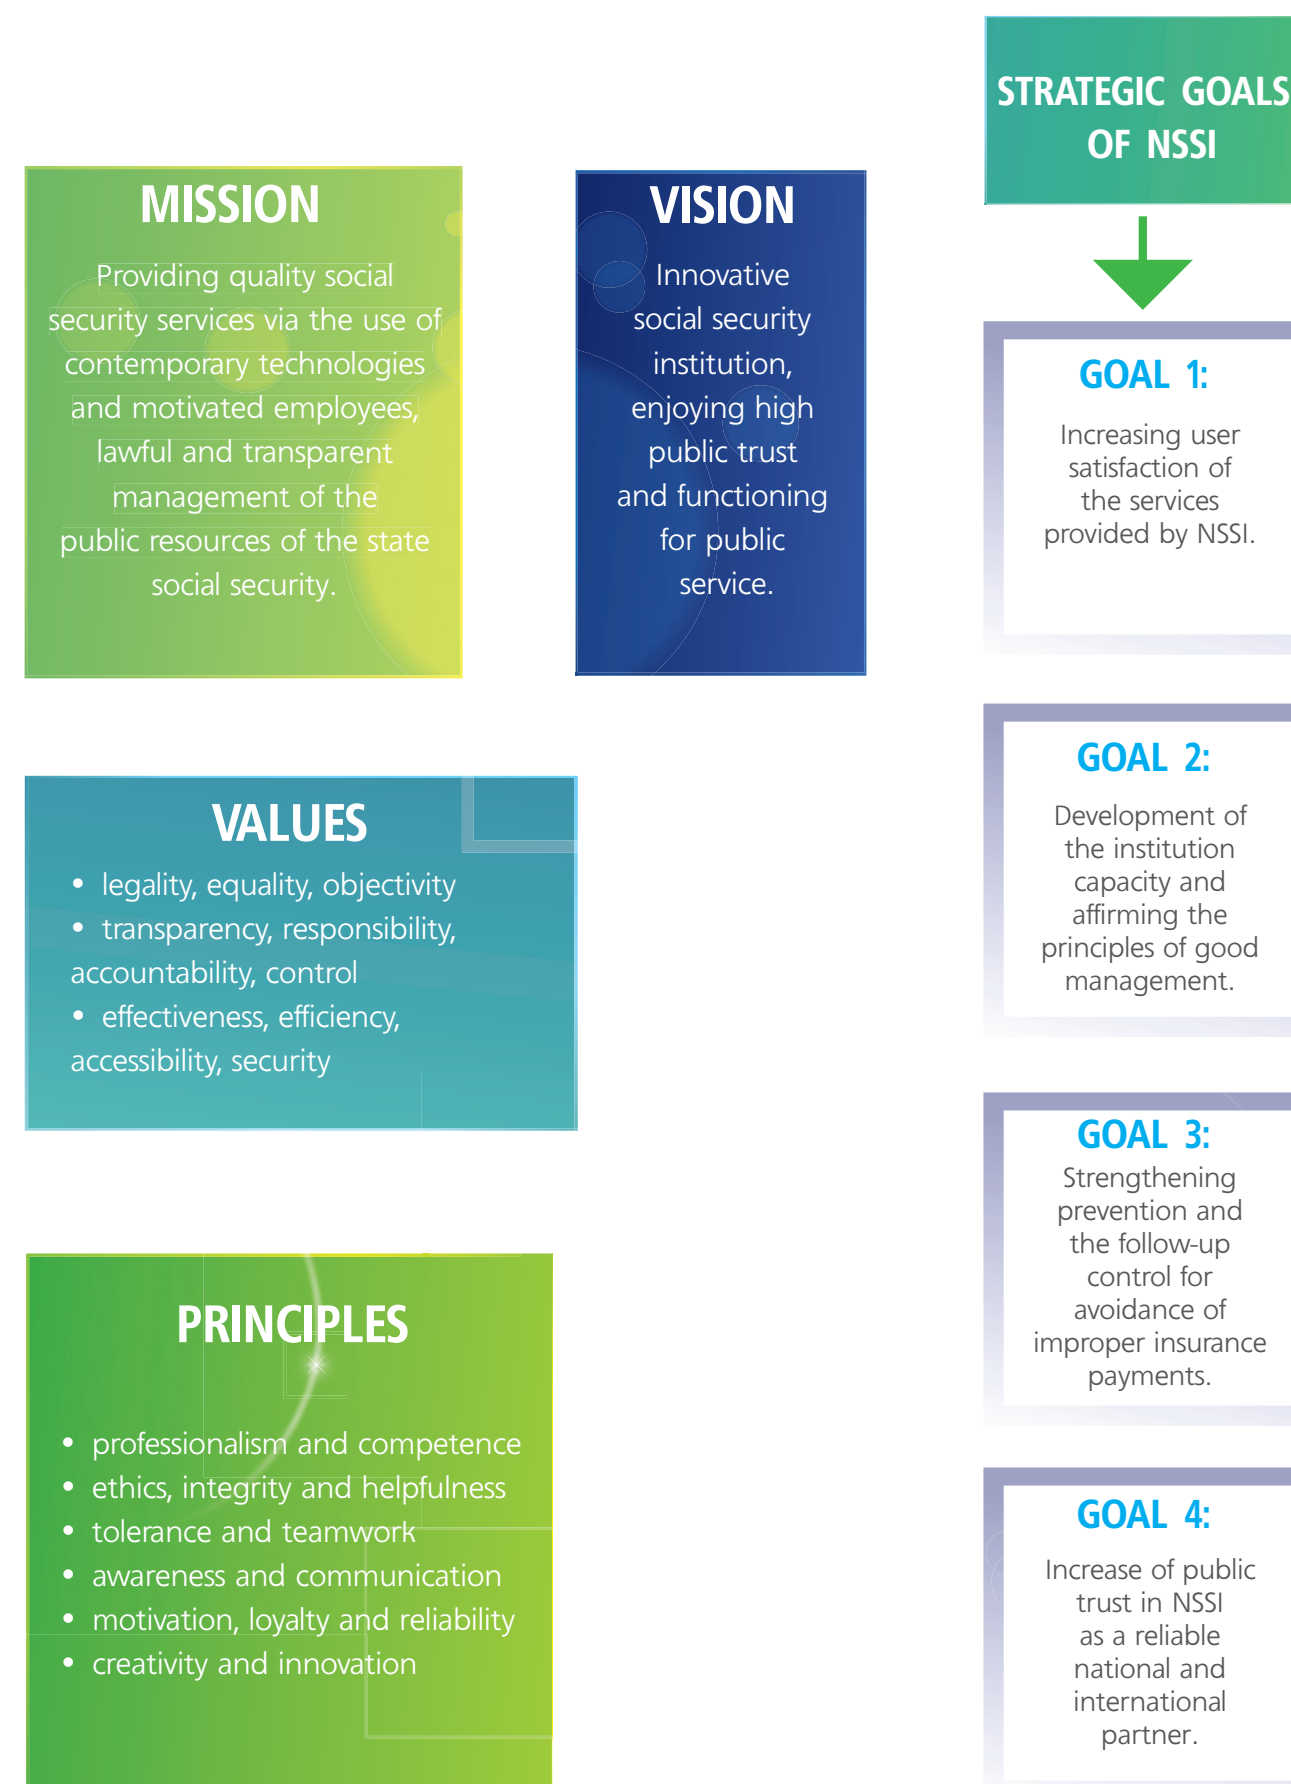 MISSION
Providing quality social
security services via the use of
contemporary technologies
and motivated employees,
lawful and transparent
management of the
public resources of the state
social security.
VISION
Innovative
social security
institution,
enjoying high
public trust
and functioning
for public
service.
VALUES
• legality, equality, objectivity
• transparency, responsibility,
accountability, control
• effectiveness, efficiency,
accessibility, security
PRINCIPLES
• professionalism and competence
• ethics, integrity and helpfulness
• tolerance and teamwork
• awareness and communication
• motivation, loyalty and reliability
• creativity and innovation
STRATEGIC GOALS
OF NSSI
GOAL 1:
Increasing user
satisfaction of
the services
provided by NSSI.
GOAL 2:
Development of
the institution
capacity and
affirming the
principles of good
management.
GOAL 3:
Strengthening
prevention and
the follow-up
control for
avoidance of
improper insurance
payments.
GOAL 4:
Increase of public
trust in NSSI
as a reliable
national and
international
partner.